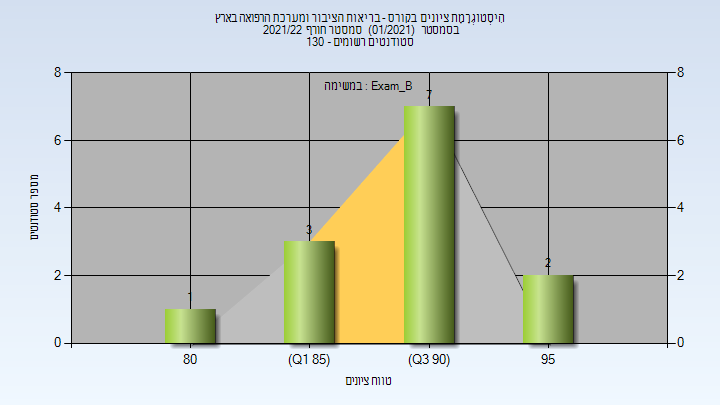 הִיסְטוֹגְרַמַת ציונים בקורס - בריאות הציבור ומערכת הרפואה בארץ
בסמסטר (01/2021) סמסטר חורף 2021/22
סטודנטים רשומים - 130
במשימה : Exam_B
8 8
6 6
4 4
2 2
0 0
1
3
7
2
מספר סטודנטים
80 (Q1 85) (Q3 90) 95
טווח ציונים